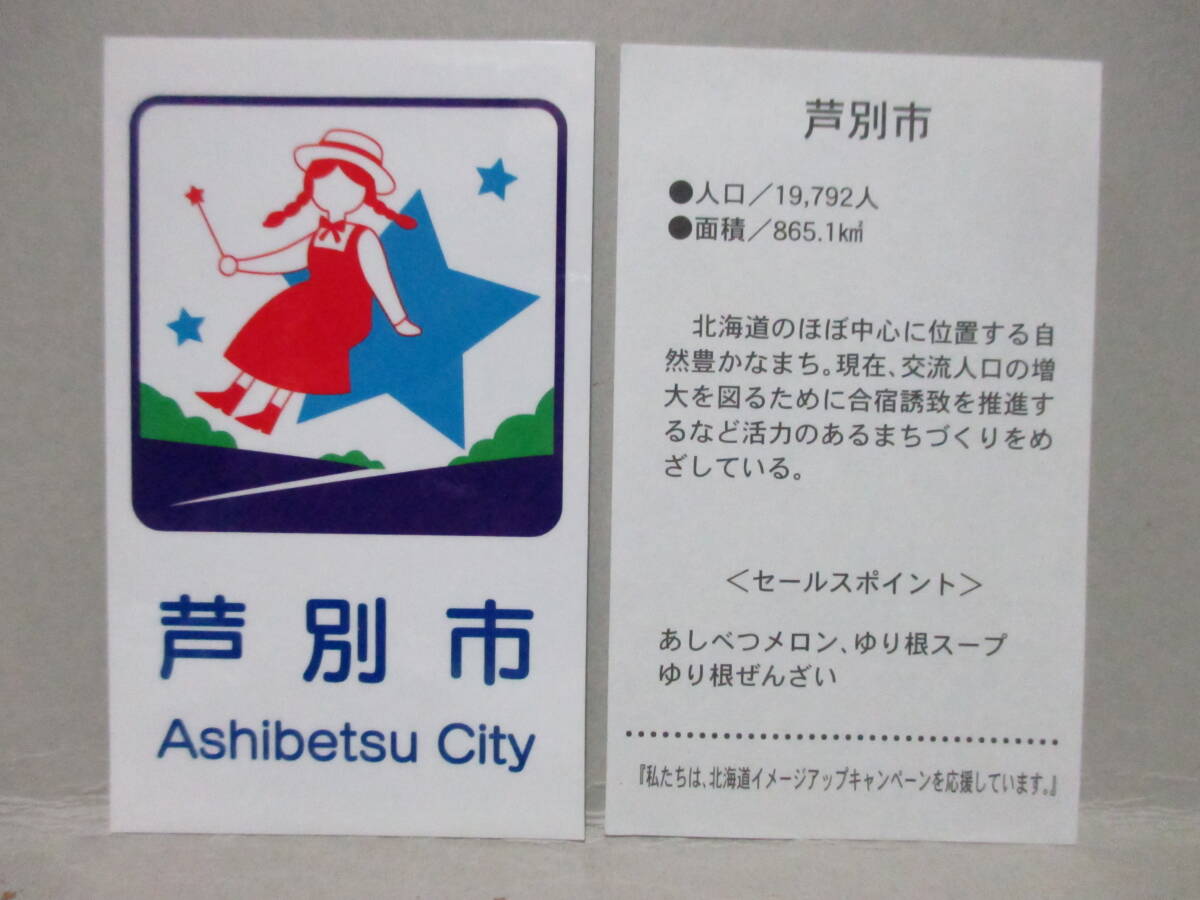 芦別市
Ashibetsu City
芦別市
●人口／19,792人
●面積／865.1k㎡
北海道のほぼ中心に位置する自
然豊かなまち。現在、交流人口の増
大を図るために合宿誘致を推進す
るなど活力のあるまちづくりをめ
ざしている。
＜セールスポイント＞
あしべつメロン、ゆり根スープ
ゆり根ぜんざい
『私たちは、北海道イメージアップキャンペーンを応援しています。』